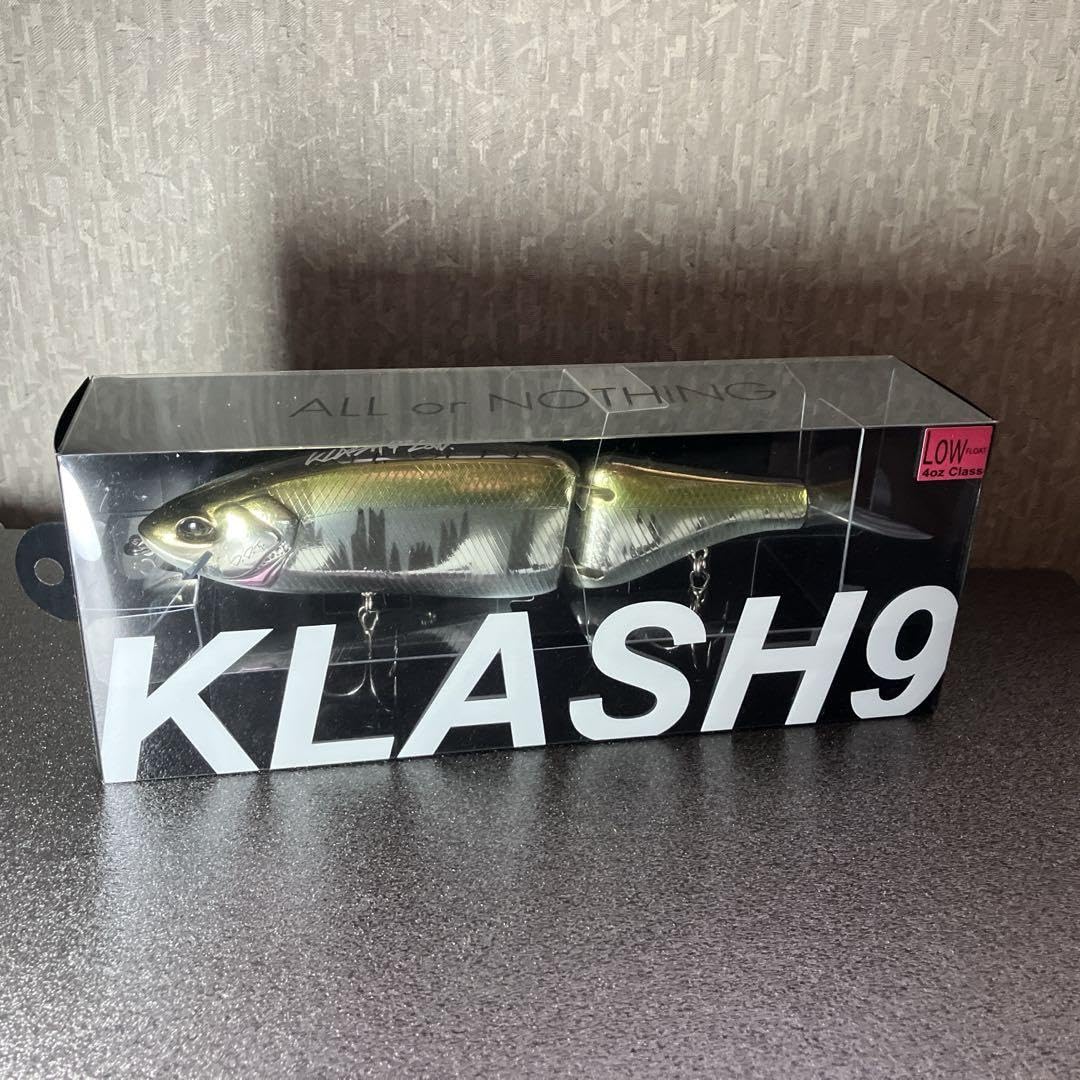 ALL or NOTHING
LOW FLOAT
4oz Class
KLASH9